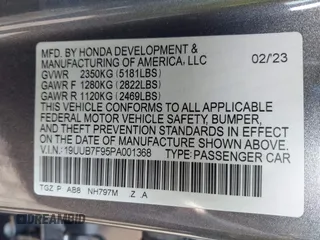 MFD. BY HONDA DEVELOPMENT &
MANUFACTURING OF AMERICA, LLC 02/23
GVWR 2350KG (5181LBS)
GAWR F 1280KG (2822LBS)
GAWR R 1120KG (2469LBS)
THIS VEHICLE CONFORMS TO ALL APPLICABLE
FEDERAL MOTOR VEHICLE SAFETY, BUMPER,
AND THEFT PREVENTION STANDARDS IN EFFECT
ON THE DATE OF MANUFACTURE SHOWN ABOVE.
V.I.N.: 19UUB7F95PA001368 TYPE: PASSENGER CAR
TGZ P AB8 NH797M .Z .A